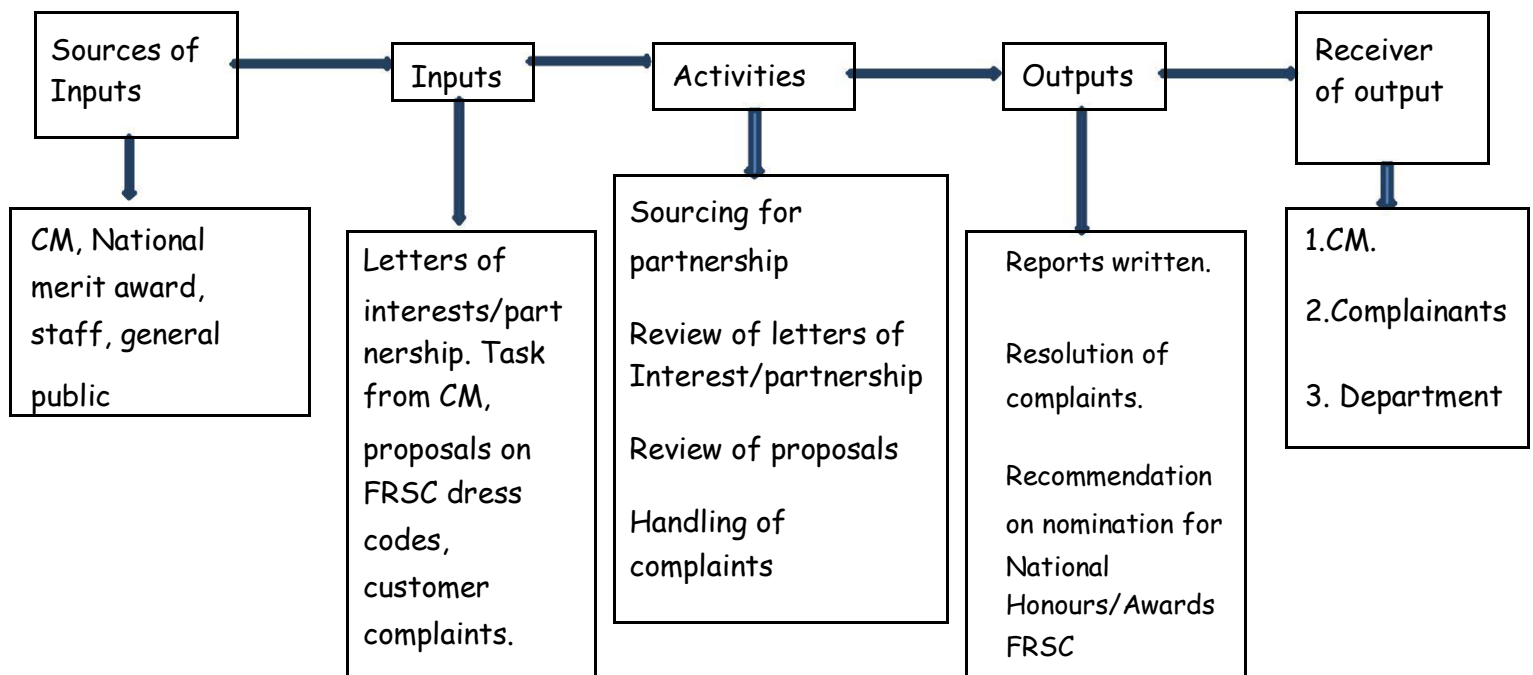 Sources of
Inputs
Inputs
Activities
Outputs
Receiver
of output
CM, National
merit award,
staff, general
public
Letters of
interests/part
nership. Task
from CM,
proposals on
FRSC dress
codes,
customer
complaints.
Sourcing for
partnership
Review of letters of
Interest/partnership
Review of proposals
Handling of
complaints
Reports written.
Resolution of
complaints.
Recommendation
on nomination for
National
Honours/Awards
FRSC
1.CM.
2.Complainants
3. Department